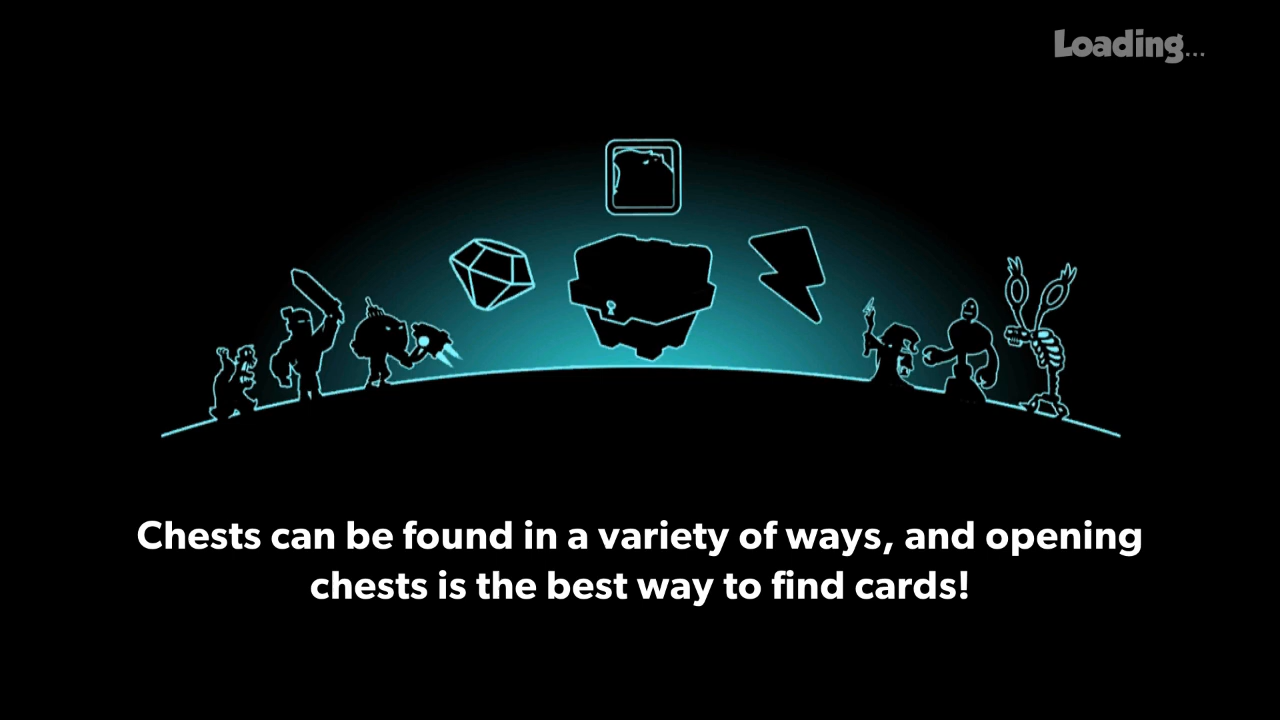 Loading...
Chests can be found in a variety of ways, and opening
chests is the best way to find cards!